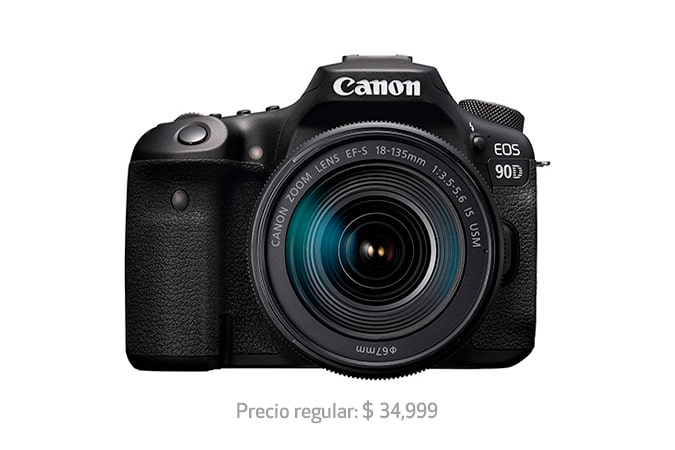 Canon
EOS
90D
CANON ZOOM LENS EF-S 18-135mm 1:3.5-5.6 IS USM
φ67mm
Precio regular: $ 34,999